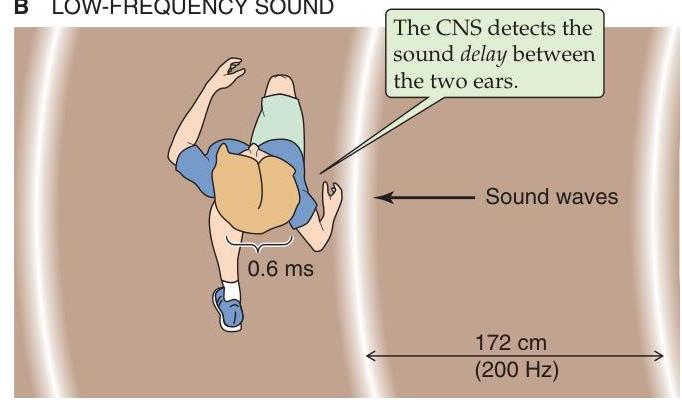 B LOW-FREQUENCY SOUND
The CNS detects the
sound delay between
the two ears.
Sound waves
0.6 ms
172 cm
(200 Hz)